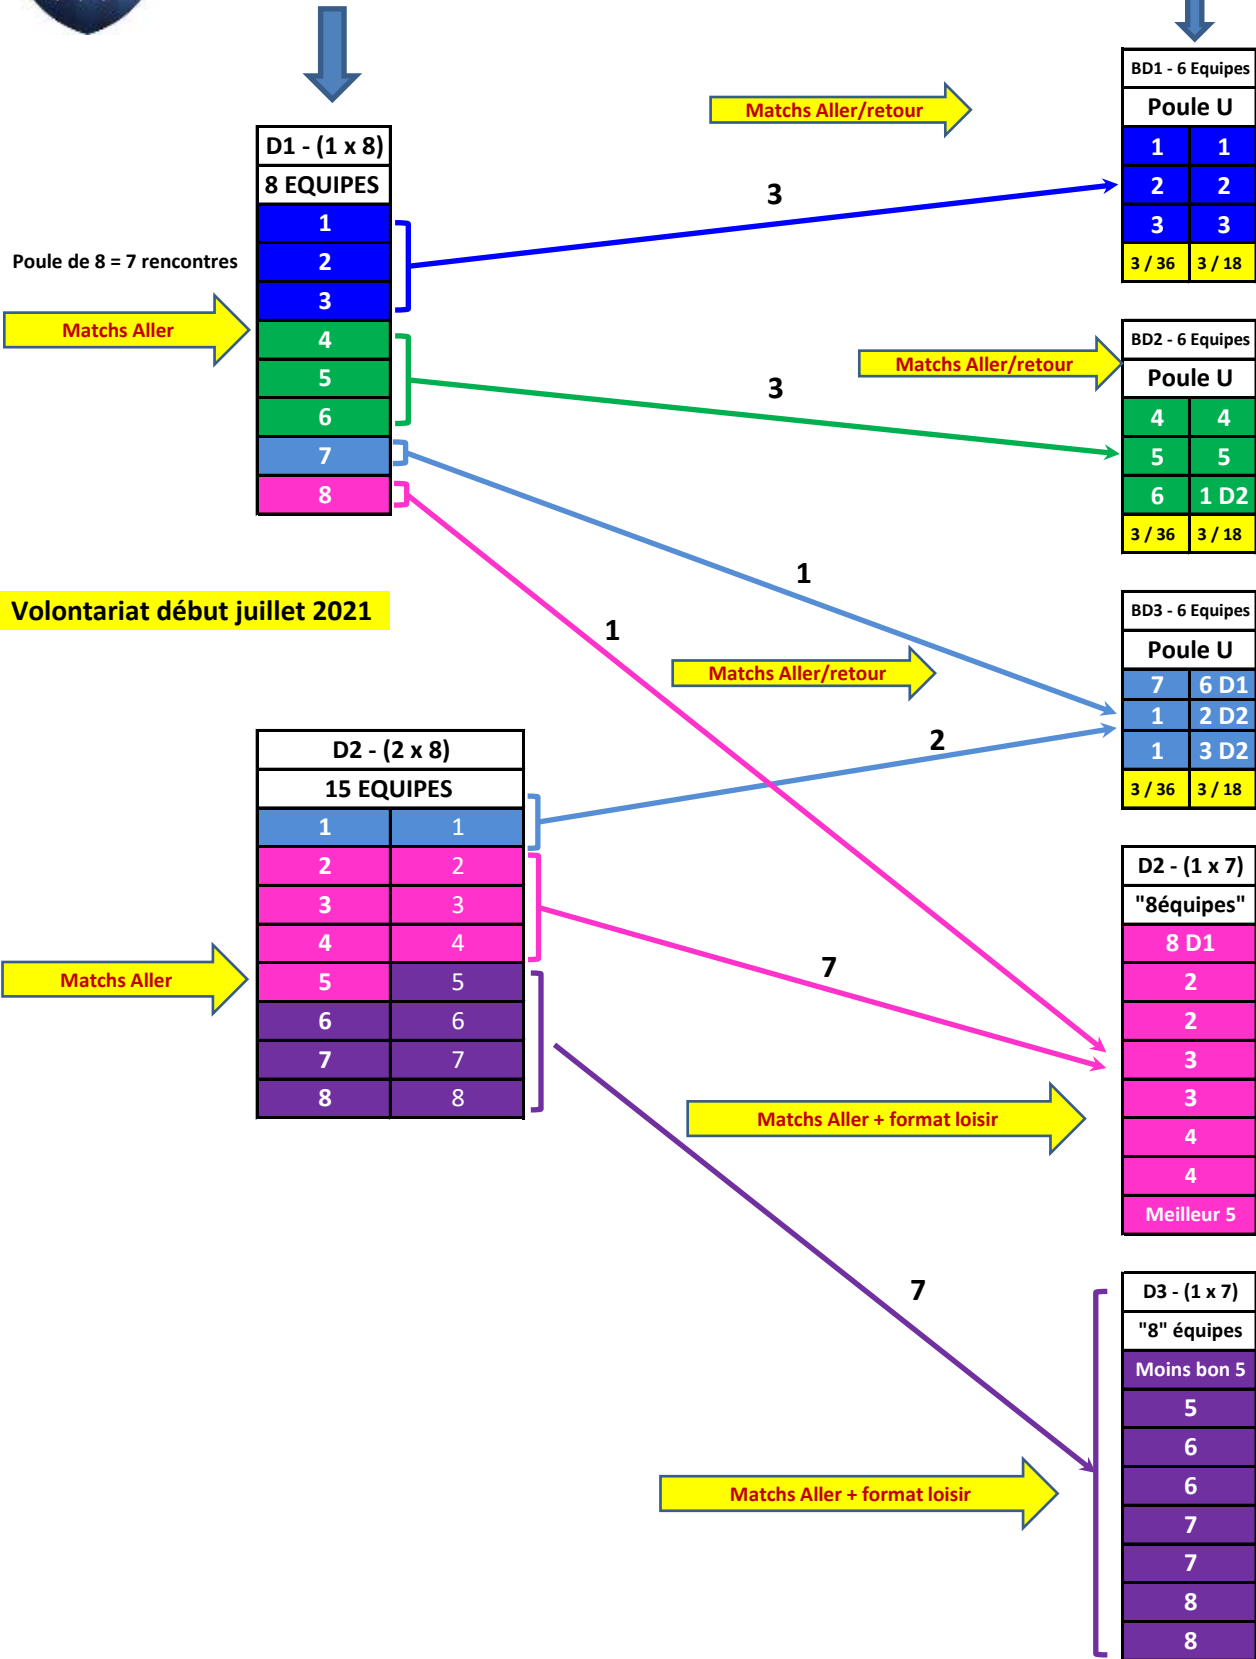 D1 - (1 x 8)
8 EQUIPES
1
2
3
4
5
6
7
8
Poule de 8 = 7 rencontres
Matchs Aller
Volontariat début juillet 2021
D2 - (2 x 8)
15 EQUIPES
1 1
2 2
3 3
4 4
5 5
6 6
7 7
8 8
Matchs Aller
Matchs Aller/retour
3
Matchs Aller/retour
3
1
1
Matchs Aller/retour
2
7
Matchs Aller + format loisir
7
Matchs Aller + format loisir
BD1 - 6 Equipes
Poule U
1 1
2 2
3 3
3 / 36 3 / 18
BD2 - 6 Equipes
Poule U
4 4
5 5
6 1 D2
3 / 36 3 / 18
BD3 - 6 Equipes
Poule U
7 6 D1
1 2 D2
1 3 D2
3 / 36 3 / 18
D2 - (1 x 7)
"8équipes"
8 D1
2
2
3
3
4
4
Meilleur 5
D3 - (1 x 7)
"8" équipes
Moins bon 5
5
6
6
7
7
8
8